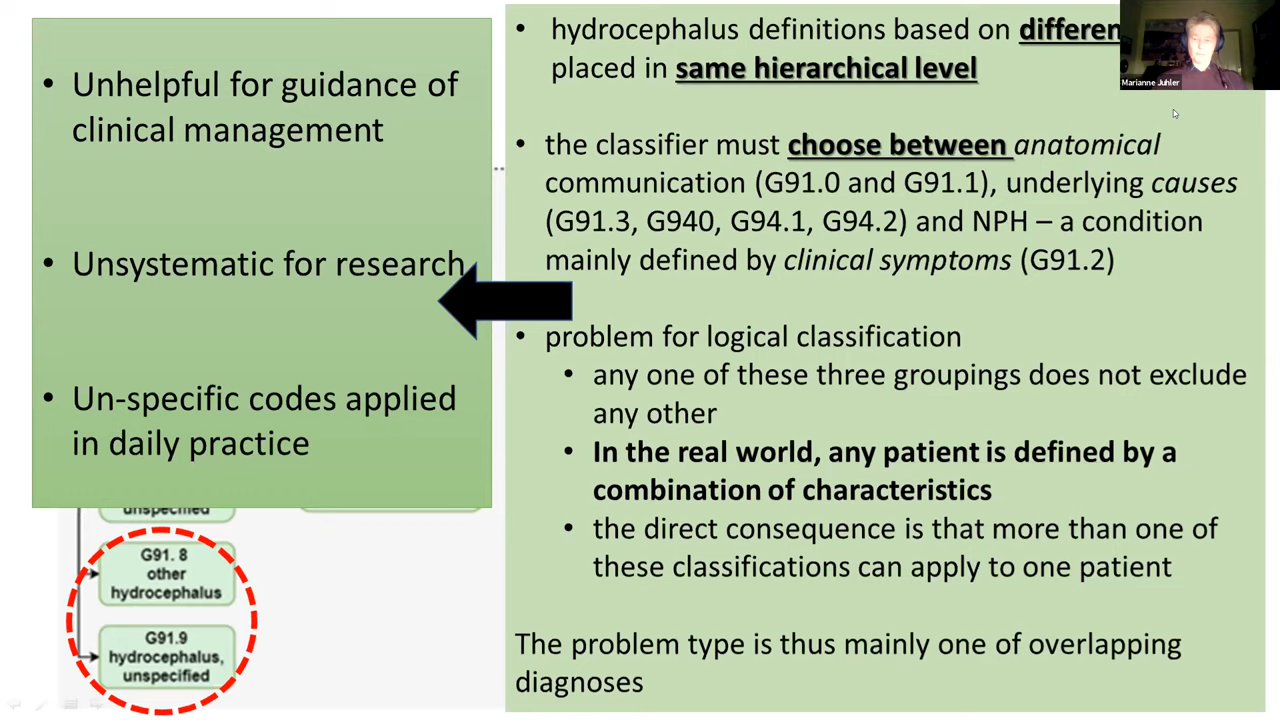 • Unhelpful for guidance of
clinical management
• Unsystematic for research
• Un-specific codes applied
in daily practice
unspecified
G91. 8
other
hydrocephalus
G91.9
hydrocephalus,
unspecified
• hydrocephalus definitions based on differen
placed in same hierarchical level
• the classifier must choose between anatomical
communication (G91.0 and G91.1), underlying causes
(G91.3, G940, G94.1, G94.2) and NPH – a condition
mainly defined by clinical symptoms (G91.2)
• problem for logical classification
• any one of these three groupings does not exclude
any other
• In the real world, any patient is defined by a
combination of characteristics
• the direct consequence is that more than one of
these classifications can apply to one patient
The problem type is thus mainly one of overlapping
diagnoses
Marianne Juhler